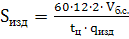 Sизд = 60·12·2·Vб.с. / tц · qизд